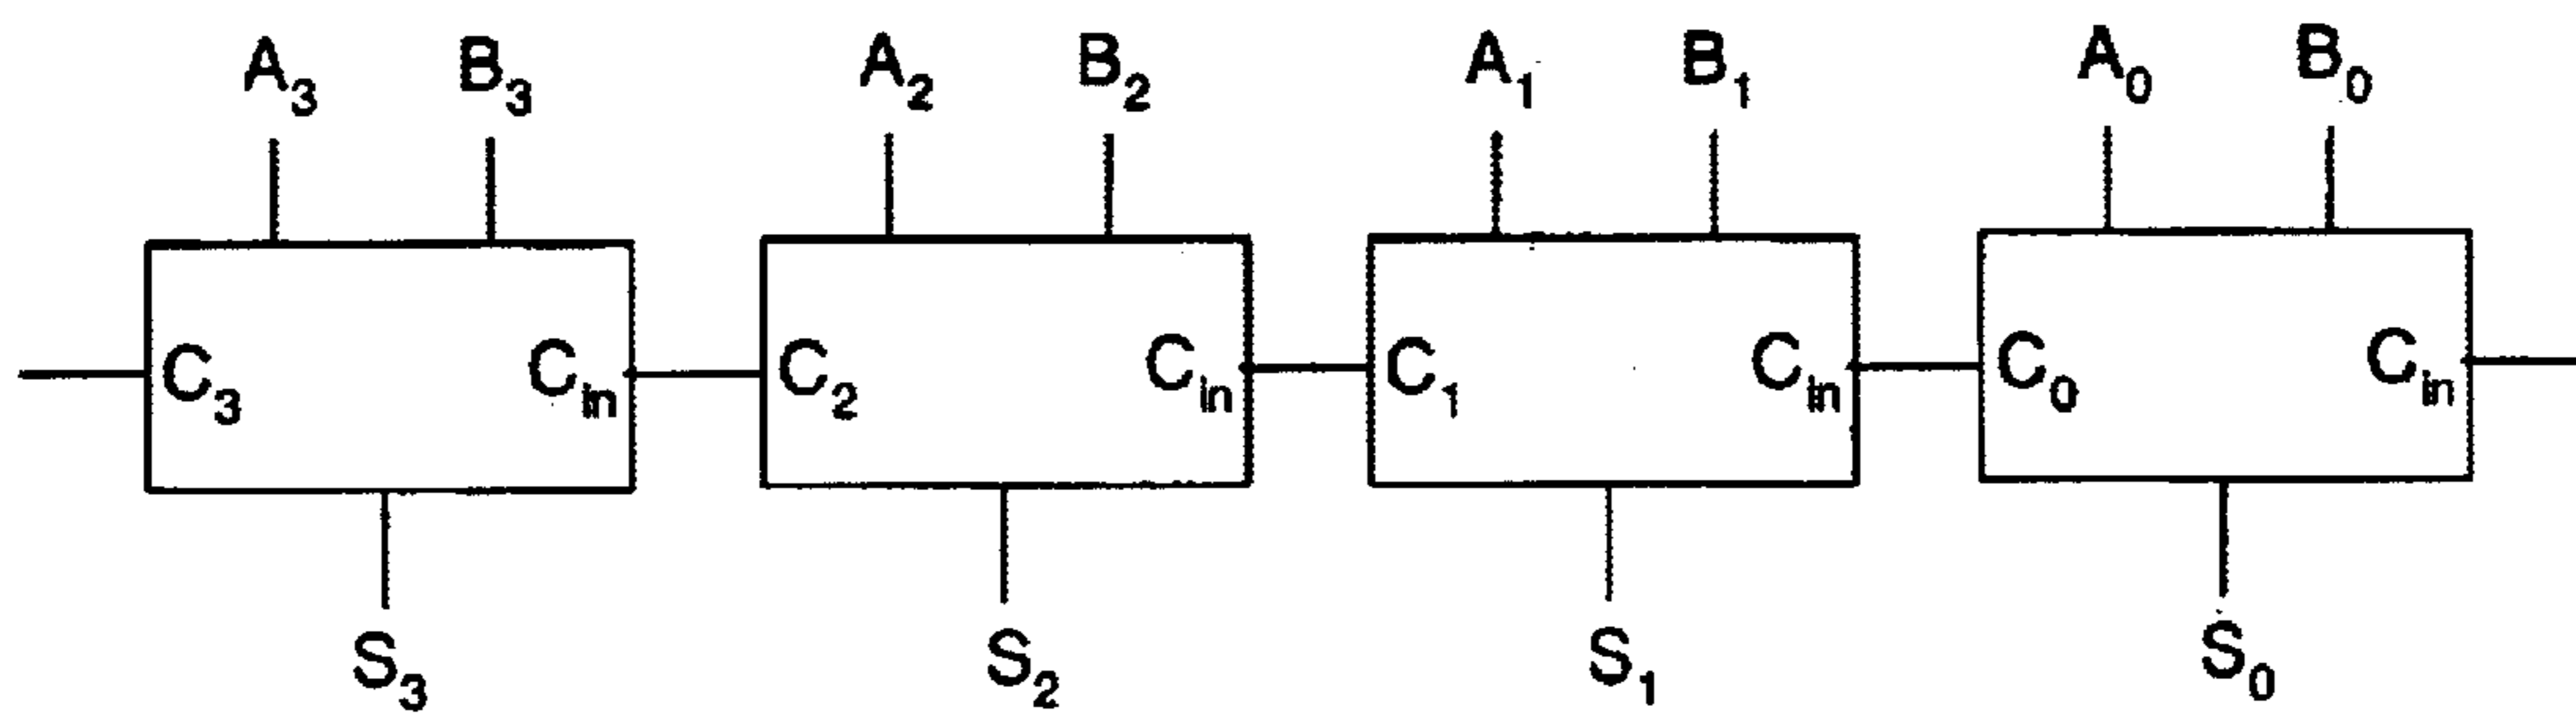 A₃ B₃ A₂ B₂ A₁ B₁ A₀ B₀
C₃ Cᵢₙ C₂ Cᵢₙ C₁ Cᵢₙ C₀ Cᵢₙ
S₃ S₂ S₁ S₀